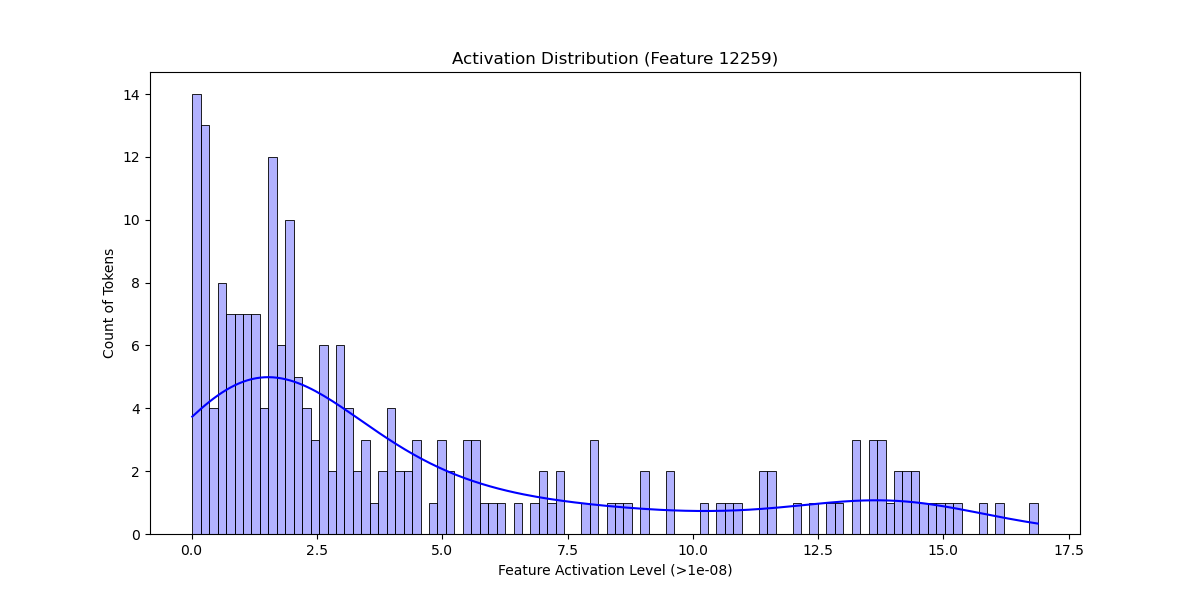 Activation Distribution (Feature 12259)
14
12
10
8
6
4
2
0
Count of Tokens
0.0 2.5 5.0 7.5 10.0 12.5 15.0 17.5
Feature Activation Level (>1e-08)